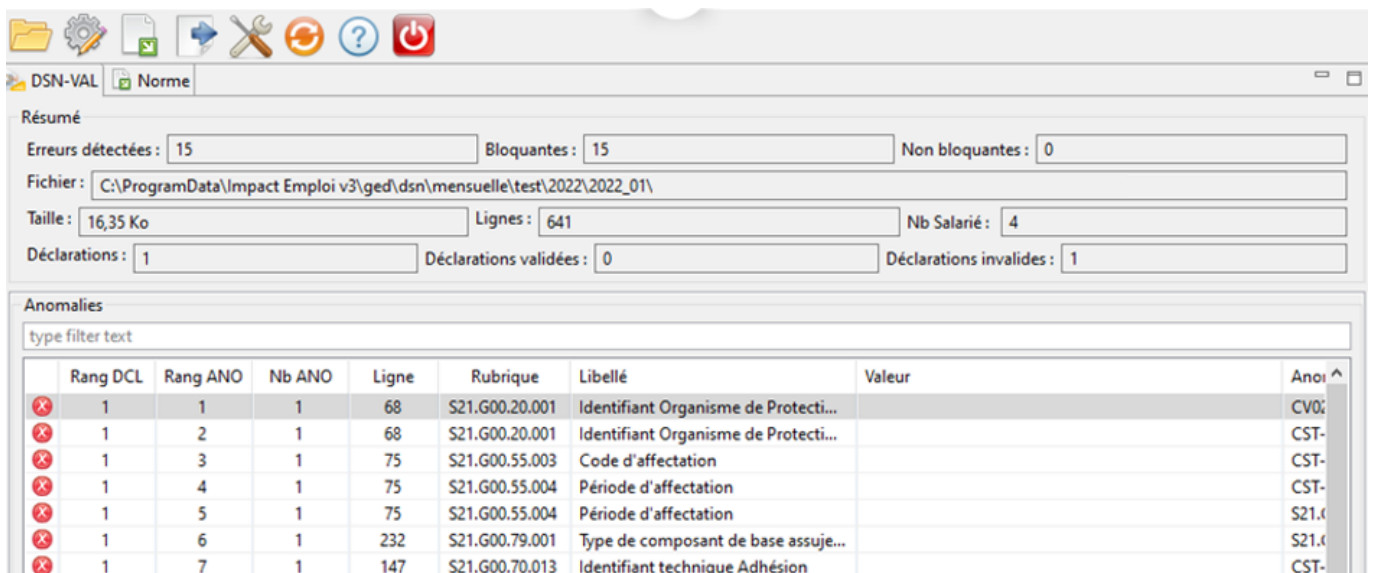 DSN-VAL Norme
Résumé
Erreurs détectées : 15 Bloquantes : 15 Non bloquantes : 0
Fichier : C:\ProgramData\Impact Emploi v3\ged\dsn\mensuelle\test\2022\2022_01\
Taille : 16,35 Ko Lignes : 641 Nb Salarié : 4
Déclarations : 1 Déclarations validées : 0 Déclarations invalides : 1
Anomalies
type filter text
Rang DCL Rang ANO Nb ANO Ligne Rubrique Libellé Valeur
1 1 1 68 S21.G00.20.001 Identifiant Organisme de Protecti... CV02
1 2 1 68 S21.G00.20.001 Identifiant Organisme de Protecti... CST-
1 3 1 75 S21.G00.55.003 Code d'affectation CST-
1 4 1 75 S21.G00.55.004 Période d'affectation CST-
1 5 1 75 S21.G00.55.004 Période d'affectation
1 6 1 232 S21.G00.79.001 Type de composant de base assuje...
1 7 1 147 S21.G00.70.013 Identifiant technique Adhésion CST-